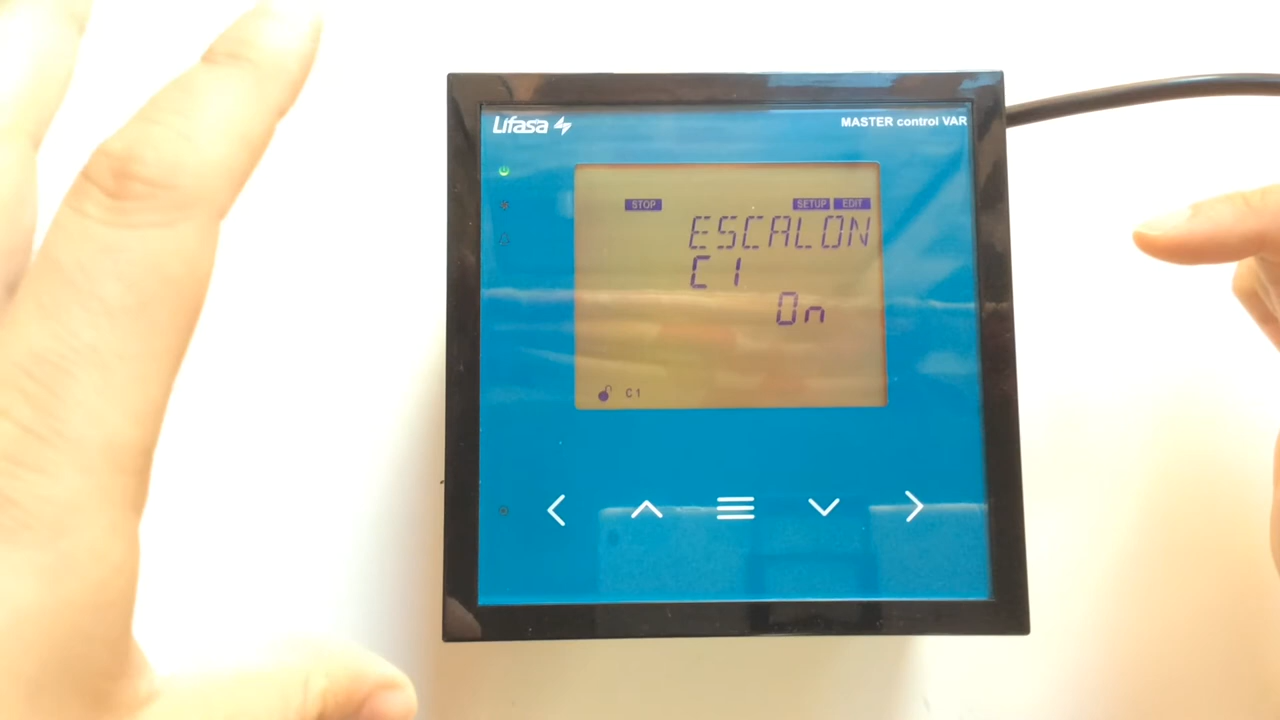 Lifasa
MASTER control VAR
STOP SETUP EDIT
ESCALON
C1
On
C1